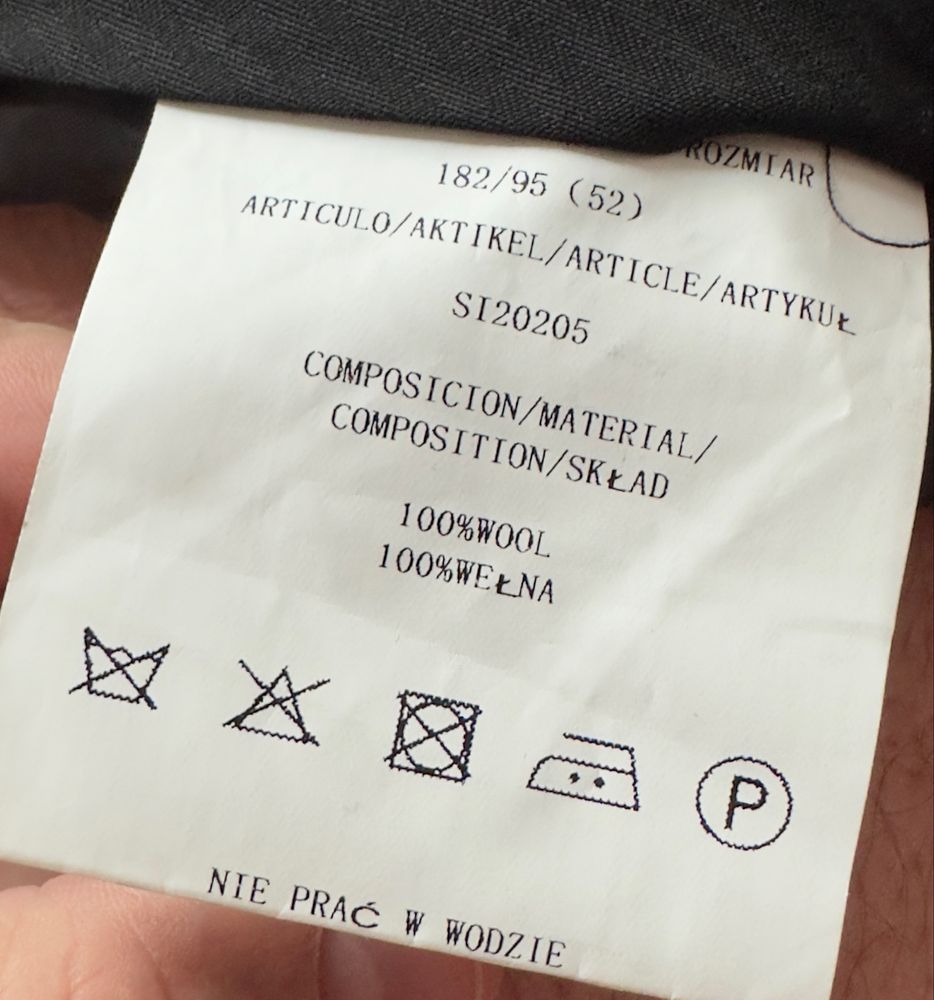 ROZMIAR
182/95 (52)
ARTICULO/AKTIKEL/ARTICLE/ARTYKUŁ
SI20205
COMPOSICION/MATERIAL/
COMPOSITION/SKŁAD
100%WOOL
100%WEŁNA
P
NIE PRAĆ W WODZIE